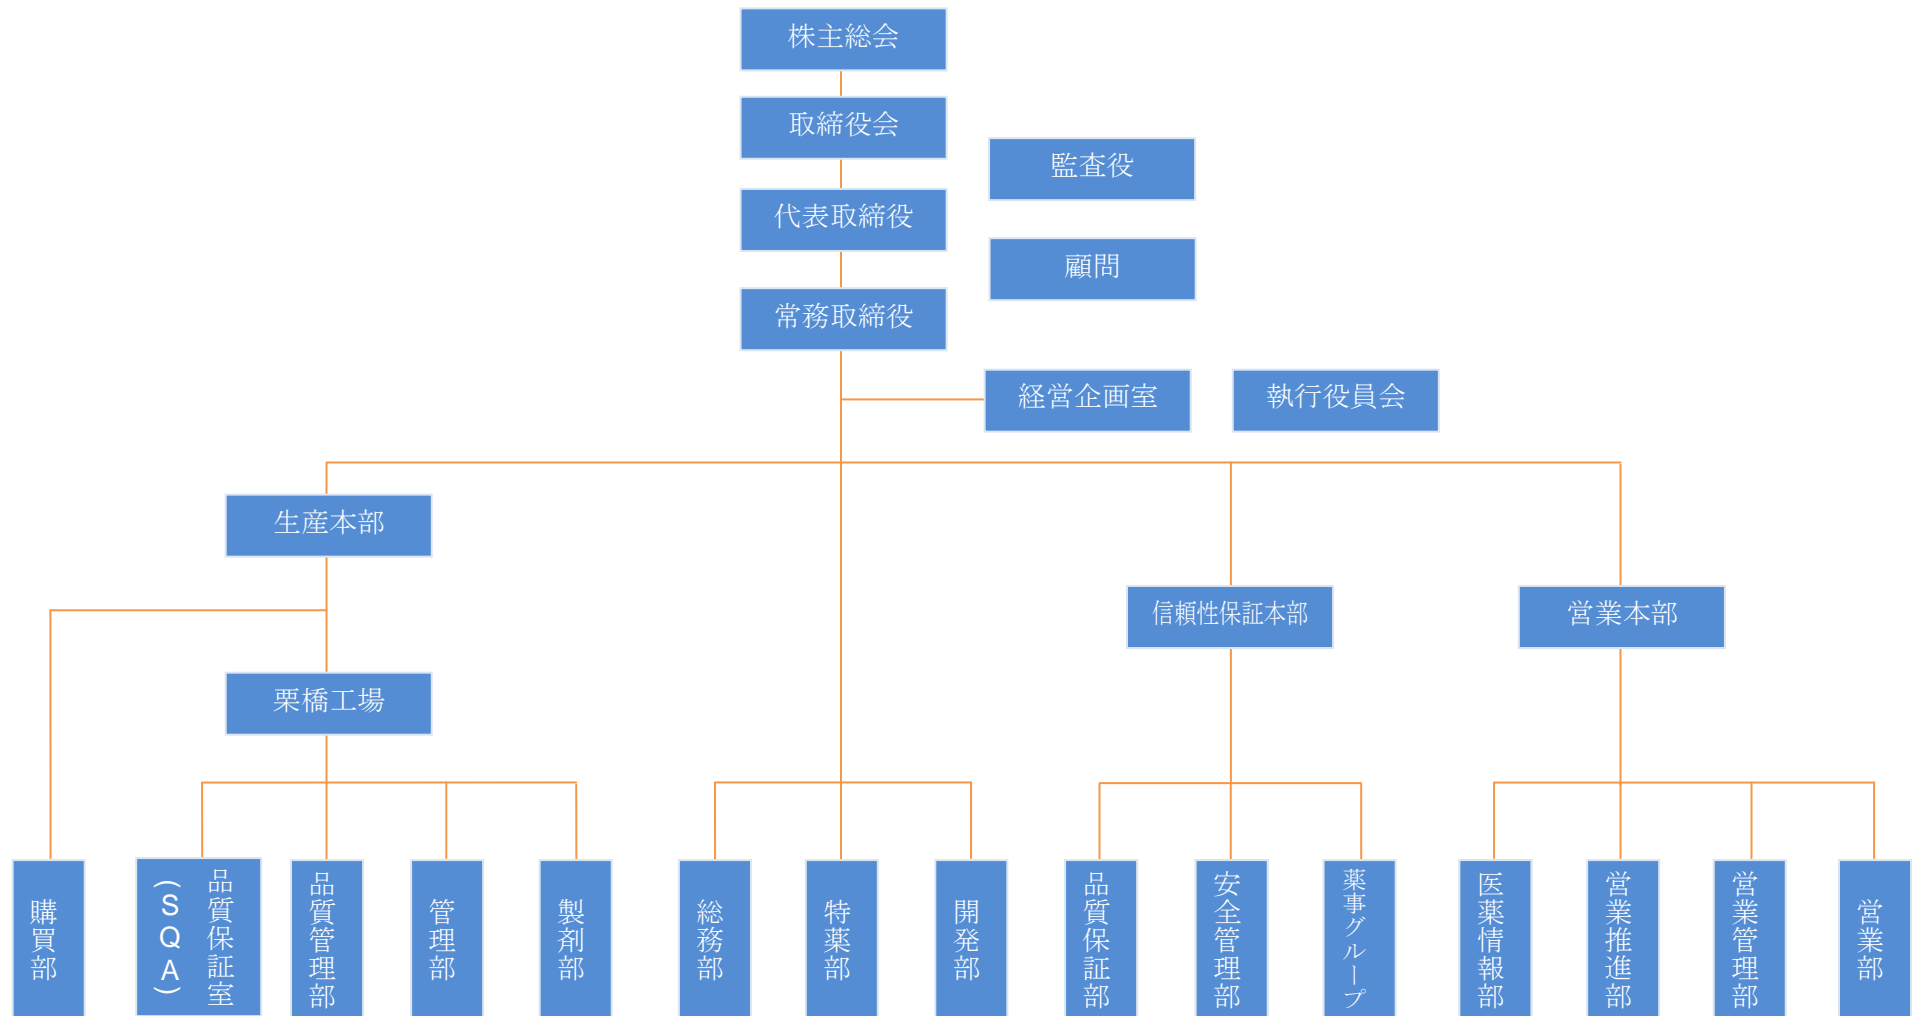 株主総会
取締役会
監査役
代表取締役
顧問
常務取締役
経営企画室
執行役員会
生産本部
信頼性保証本部
営業本部
栗橋工場
購買部
品質保証室
（SQA）
品質管理部
管理部
製剤部
総務部
特薬部
開発部
品質保証部
安全管理部
薬事グループ
医薬情報部
営業推進部
営業管理部
営業部